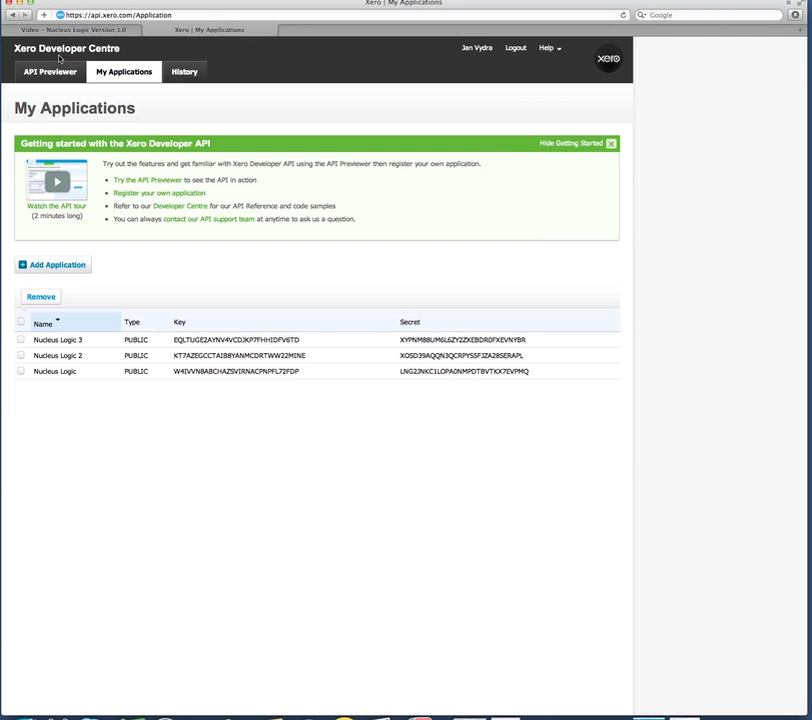 Xero | My Applications
https://api.xero.com/Application
Google
Video – Nucleus Logic Version 1.0
Xero | My Applications
Xero Developer Centre
Jan Vydra
Logout
Help
xero
API Previewer
My Applications
History
My Applications
Getting started with the Xero Developer API
Hide Getting Started
Try out the features and get familiar with Xero Developer API using the API Previewer then register your own application.
Try the API Previewer to see the API in action
Register your own application
Refer to our Developer Centre for our API Reference and code samples
You can always contact our API support team at anytime to ask us a question.
Watch the API tour
(2 minutes long)
Add Application
Remove
Name Type Key Secret
Nucleus Logic 3 PUBLIC EQLTUGE2AYNV4VCDJKP7FHHIDFV6TD XYPNM88UM6L6ZY2ZXEBDR0FXEVNYBR
Nucleus Logic 2 PUBLIC KT7AZEGCCTAIB8YANMCDRTWW22MINE XOSD39AQQN3QCRPYS5FJZA28SERAPL
Nucleus Logic PUBLIC W4IVVN8ABCHAZSVIRNACPNPFL72FDP LNG2JNKC1LOPA0NMPDTBVTKX7EVPMQ